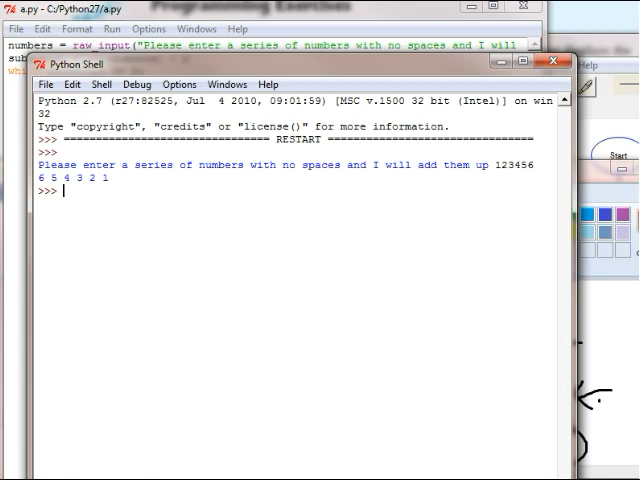 a.py - C:/Python27/a.py
Programming Exercises
File Edit Format Run Options Windows Help
numbers = raw_input("Please enter a series of numbers with no spaces and I will
Python Shell
File Edit Shell Debug Options Windows Help
Help
Python 2.7 (r27:82525, Jul  4 2010, 09:01:59) [MSC v.1500 32 bit (Intel)] on win
32
Type "copyright", "credits" or "license()" for more information.
>>> ================================ RESTART ================================
>>>
Please enter a series of numbers with no spaces and I will add them up 123456
6 5 4 3 2 1
>>>
Start